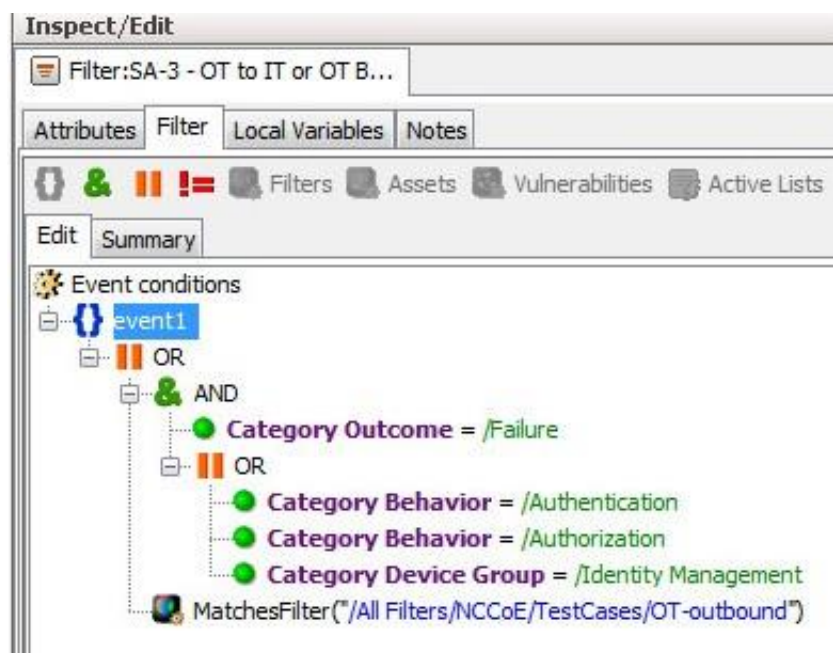 Inspect/Edit
Filter:SA-3 - OT to IT or OT B...
Attributes Filter Local Variables Notes
{} & || != Filters Assets Vulnerabilities Active Lists
Edit Summary
Event conditions
{} event1
|| OR
& AND
Category Outcome = /Failure
|| OR
Category Behavior = /Authentication
Category Behavior = /Authorization
Category Device Group = /Identity Management
MatchesFilter("/All Filters/NCCoE/TestCases/OT-outbound")